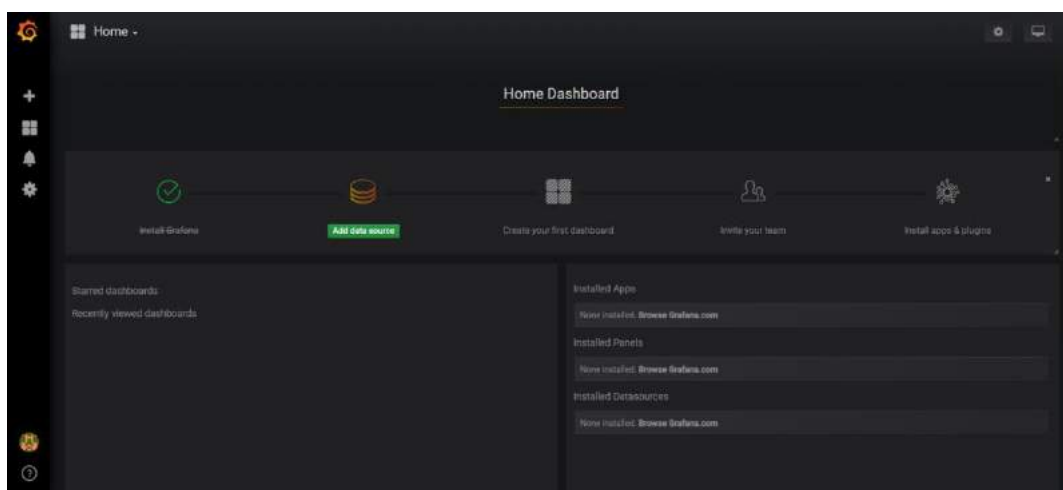 Home
Home Dashboard
Install Grafana
Add data source
Create your first dashboard
Invite your team
Install apps & plugins
Starred dashboards
Recently viewed dashboards
Installed Apps
None installed. Browse Grafana.com
Installed Panels
None installed. Browse Grafana.com
Installed Datasources
None installed. Browse Grafana.com